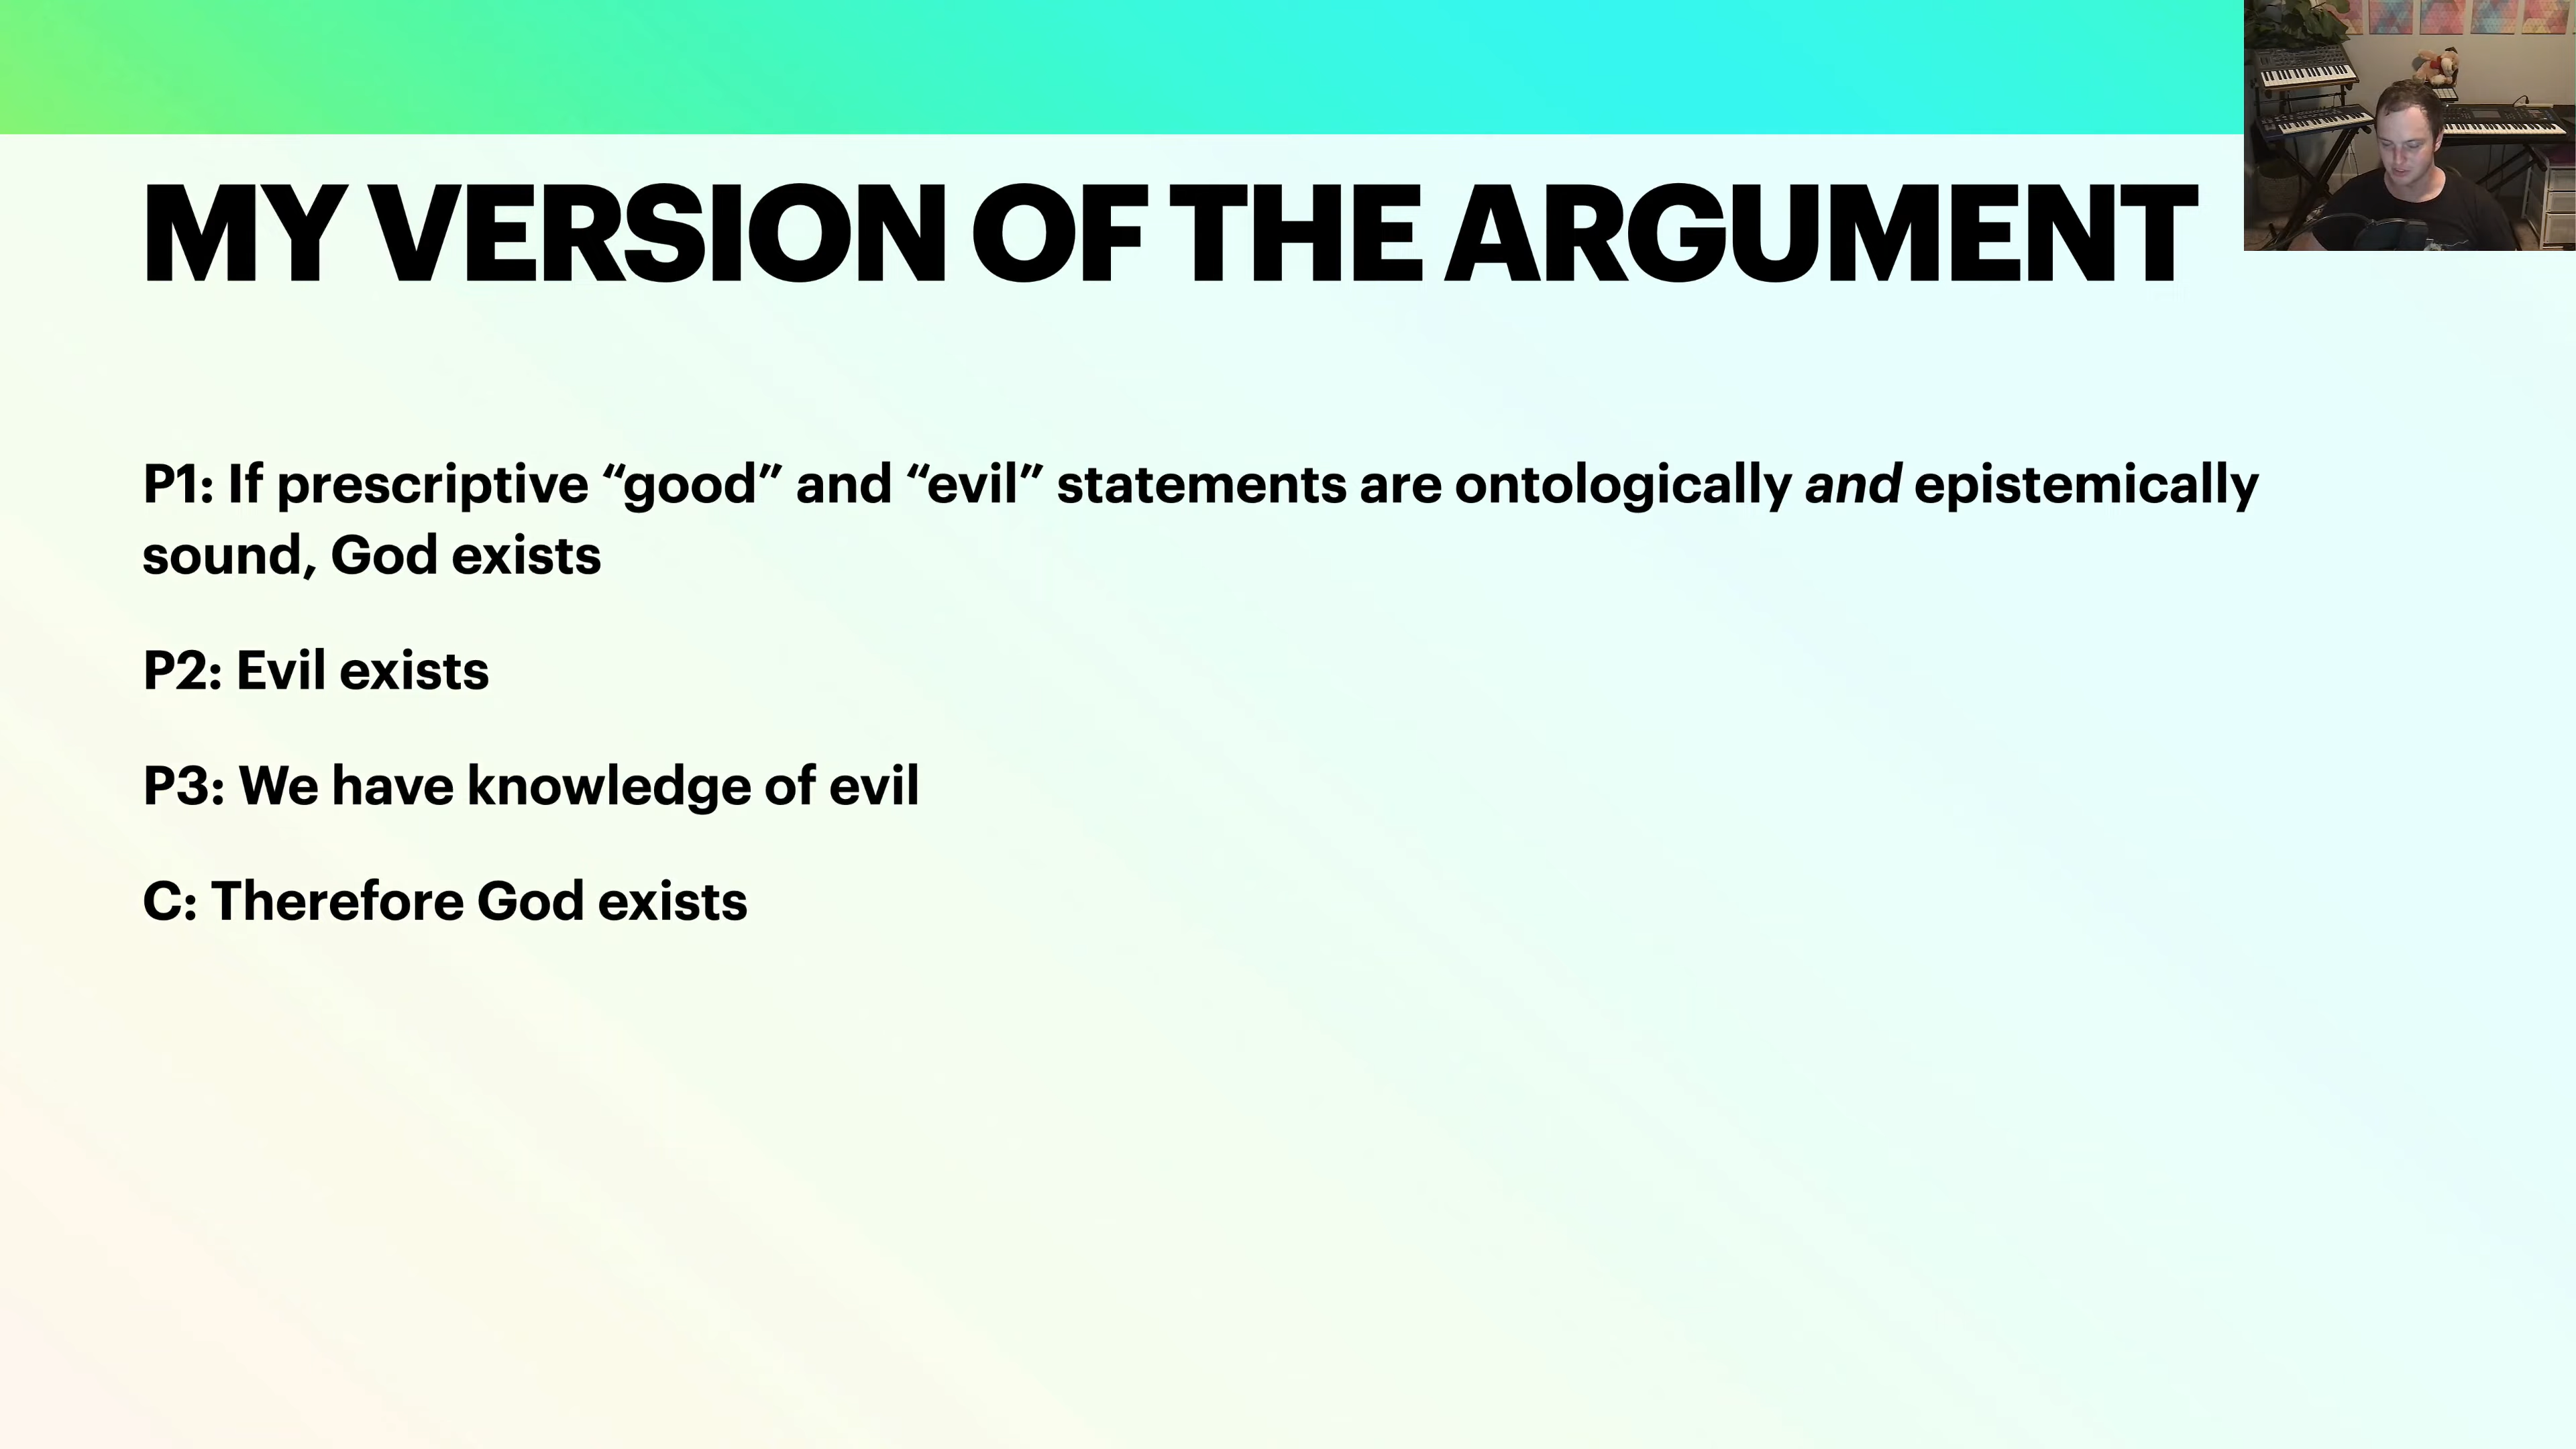 MY VERSION OF THE ARGUMENT
P1: If prescriptive “good” and “evil” statements are ontologically and epistemically
sound, God exists
P2: Evil exists
P3: We have knowledge of evil
C: Therefore God exists